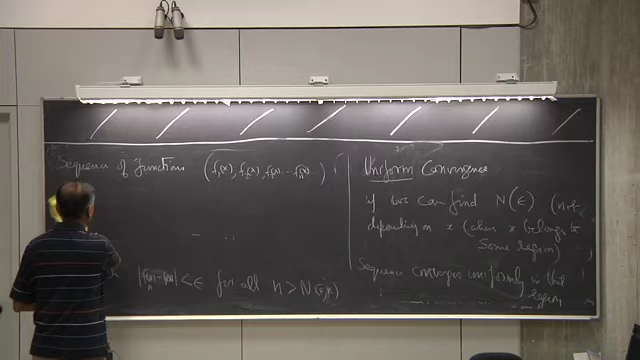 Sequence of Functions (f₁(x), f₂(x), f₃(x) ... fₙ(x) ...)
|fₙ(x) - f(x)| < ε for all n > N(ε, x)
Uniform Convergence
if we can find N(ε) (not
depending on x (when x belongs to
some region)
Sequence converges uniformly in that
region